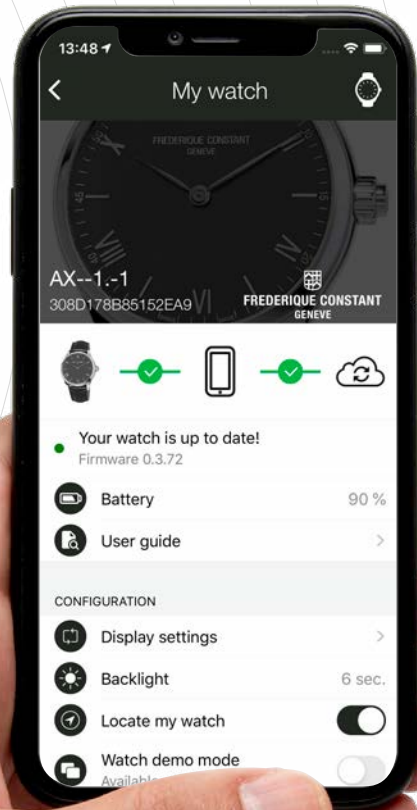 13:48
My watch
FREDERIQUE CONSTANT
GENEVE
AX--1.-1
308D178B85152EA9
FREDERIQUE CONSTANT
GENEVE
Your watch is up to date!
Firmware 0.3.72
Battery 90 %
User guide
CONFIGURATION
Display settings
Backlight 6 sec.
Locate my watch
Watch demo mode